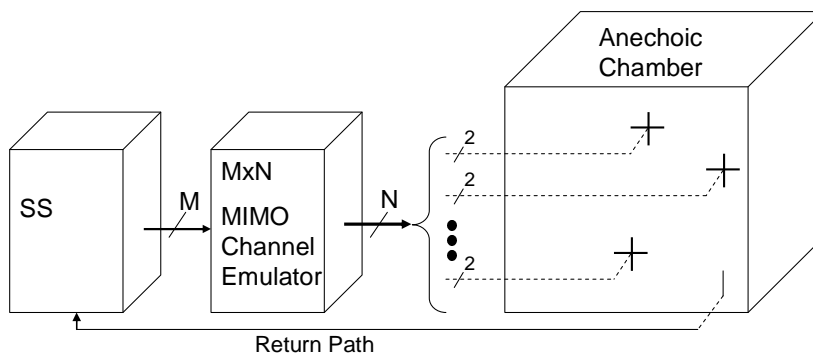 Anechoic
Chamber
SS
M
MxN
MIMO
Channel
Emulator
N
2
2
2
Return Path